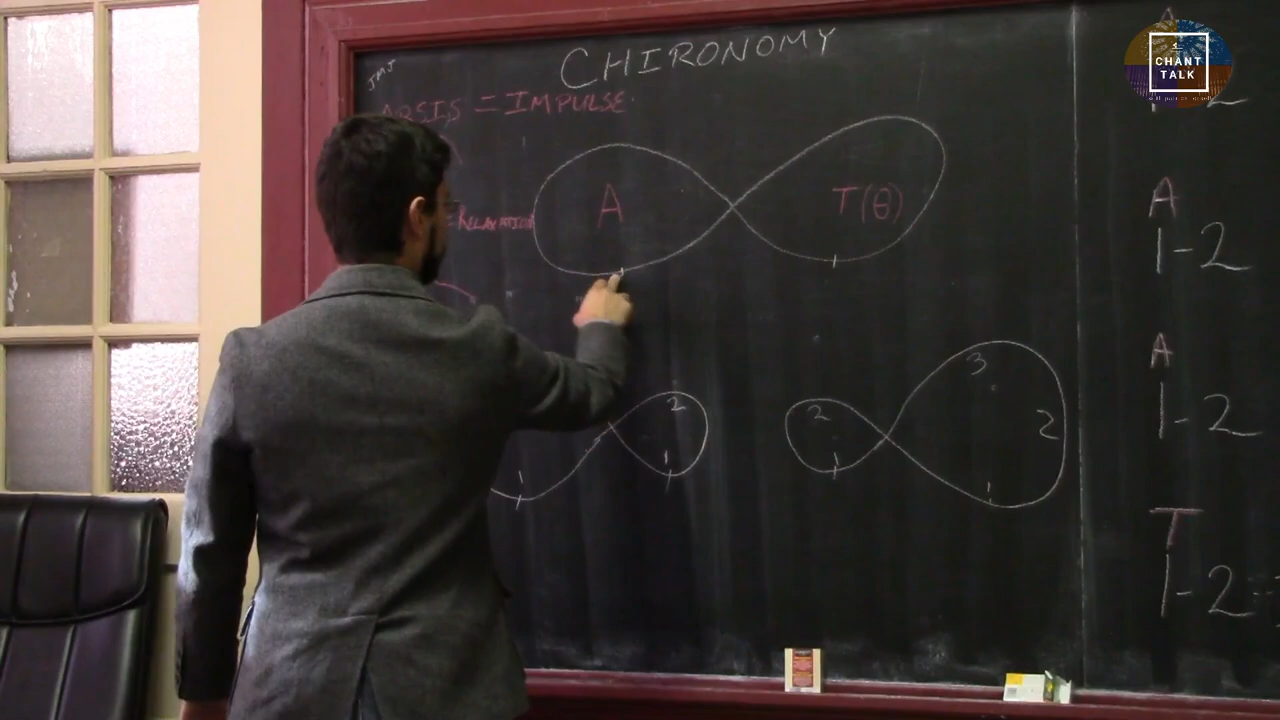 CHIRONOMY
JMJ
ARSIS = IMPULSE
= RELAXATION
A
T(θ)
2
1
1
2
1
3
2
1
A
1-2
A
1-2
T
1-2
CHANT
TALK